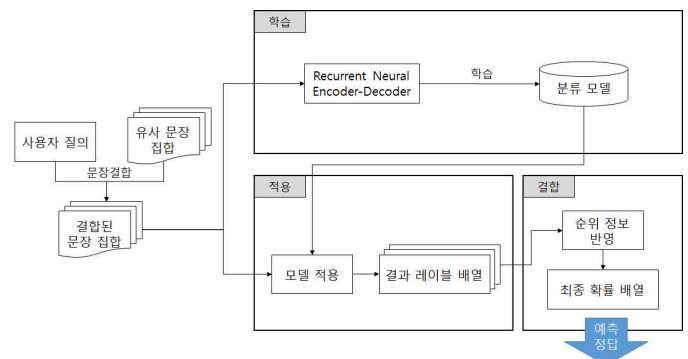 학습
Recurrent Neural
Encoder-Decoder
학습
분류 모델
사용자 질의
유사 문장
집합
문장결합
결합된
문장 집합
적용
모델 적용
결과 레이블 배열
결합
순위 정보
반영
최종 확률 배열
예측
정답